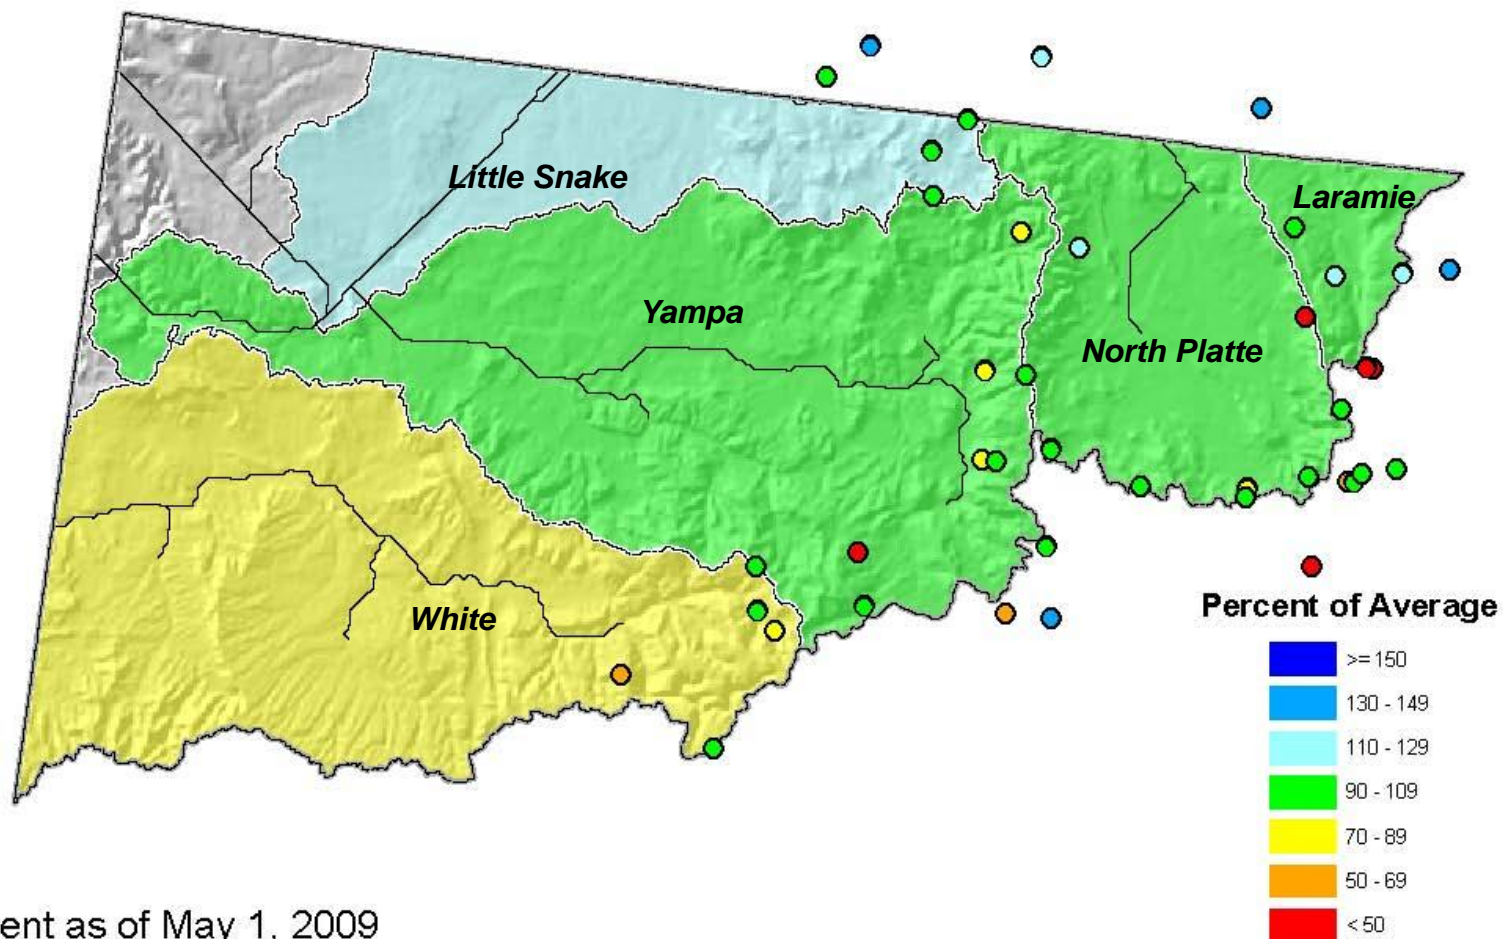 Little Snake
Laramie
Yampa
North Platte
White
Percent of Average
>= 150
130 - 149
110 - 129
90 - 109
70 - 89
50 - 69
< 50
ent as of May 1, 2009